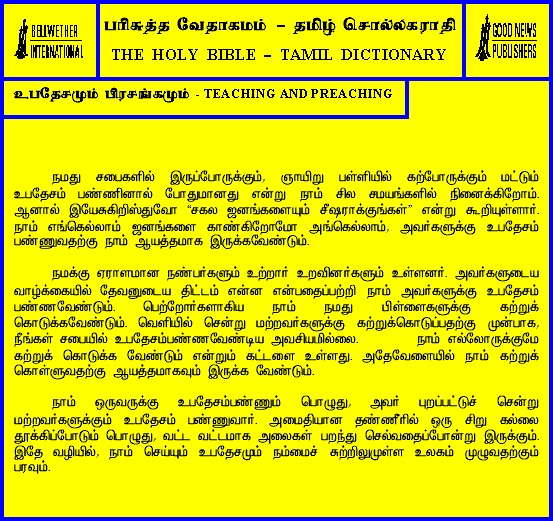 BELLWETHER
INTERNATIONAL
பரிசுத்த வேதாகமம் – தமிழ் சொல்லகராதி
THE HOLY BIBLE – TAMIL DICTIONARY
GOOD NEWS
PUBLISHERS
உபதேசமும் பிரசங்கமும் - TEACHING AND PREACHING
நமது சபைகளில் இருப்போருக்கும், ஞாயிறு பள்ளியில் கற்போருக்கும் மட்டும்
உபதேசம் பண்ணினால் போதுமானது என்று நாம் சில சமயங்களில் நினைக்கிறோம்.
ஆனால் இயேசுகிறிஸ்துவோ “சகல ஜனங்களையும் சீஷராக்குங்கள்” என்று கூறியுள்ளார்.
நாம் எங்கெல்லாம் ஜனங்களை காண்கிறோமோ அங்கெல்லாம், அவர்களுக்கு உபதேசம்
பண்ணுவதற்கு நாம் ஆயத்தமாக இருக்கவேண்டும்.
நமக்கு ஏராளமான நண்பர்களும் உற்றார் உறவினர்களும் உள்ளனர். அவர்களுடைய
வாழ்க்கையில் தேவனுடைய திட்டம் என்ன என்பதைப்பற்றி நாம் அவர்களுக்கு உபதேசம்
பண்ணவேண்டும். பெற்றோர்களாகிய நாம் நமது பிள்ளைகளுக்கு கற்றுக்
கொடுக்கவேண்டும். வெளியில் சென்று மற்றவர்களுக்கு கற்றுக்கொடுப்பதற்கு முன்பாக,
நீங்கள் சபையில் உபதேசம்பண்ணவேண்டிய அவசியமில்லை. நாம் எல்லோருக்குமே
கற்றுக் கொடுக்க வேண்டும் என்றும் கட்டளை உள்ளது. அதேவேளையில் நாம் கற்றுக்
கொள்ளுவதற்கு ஆயத்தமாகவும் இருக்க வேண்டும்.
நாம் ஒருவருக்கு உபதேசம்பண்ணும் பொழுது, அவர் புறப்பட்டுச் சென்று
மற்றவர்களுக்கும் உபதேசம் பண்ணுவார். அமைதியான தண்ணீரில் ஒரு சிறு கல்லை
தூக்கிப்போடும் பொழுது, வட்ட வட்டமாக அலைகள் பறந்து செல்வதைப்போன்று இருக்கும்.
இதே வழியில், நாம் செய்யும் உபதேசமும் நம்மைச் சுற்றிலுமுள்ள உலகம் முழுவதற்கும்
பரவும்.